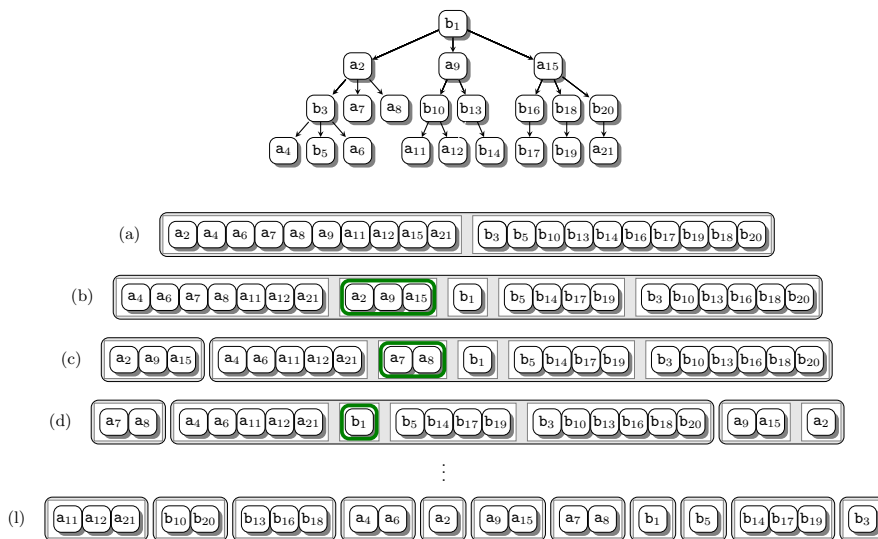 b1
a2 a9 a15
b3 a7 a8 b10 b13 b16 b18 b20
a4 b5 a6 a11 a12 b14 b17 b19 a21
(a) a2 a4 a6 a7 a8 a9 a11 a12 a15 a21 b3 b5 b10 b13 b14 b16 b17 b19 b18 b20
(b) a4 a6 a7 a8 a11 a12 a21 a2 a9 a15 b1 b5 b14 b17 b19 b3 b10 b13 b16 b18 b20
(c) a2 a9 a15 a4 a6 a11 a12 a21 a7 a8 b1 b5 b14 b17 b19 b3 b10 b13 b16 b18 b20
(d) a7 a8 a4 a6 a11 a12 a21 b1 b5 b14 b17 b19 b3 b10 b13 b16 b18 b20 a9 a15 a2
⋮
(l) a11 a12 a21 b10 b20 b13 b16 b18 a4 a6 a2 a9 a15 a7 a8 b1 b5 b14 b17 b19 b3